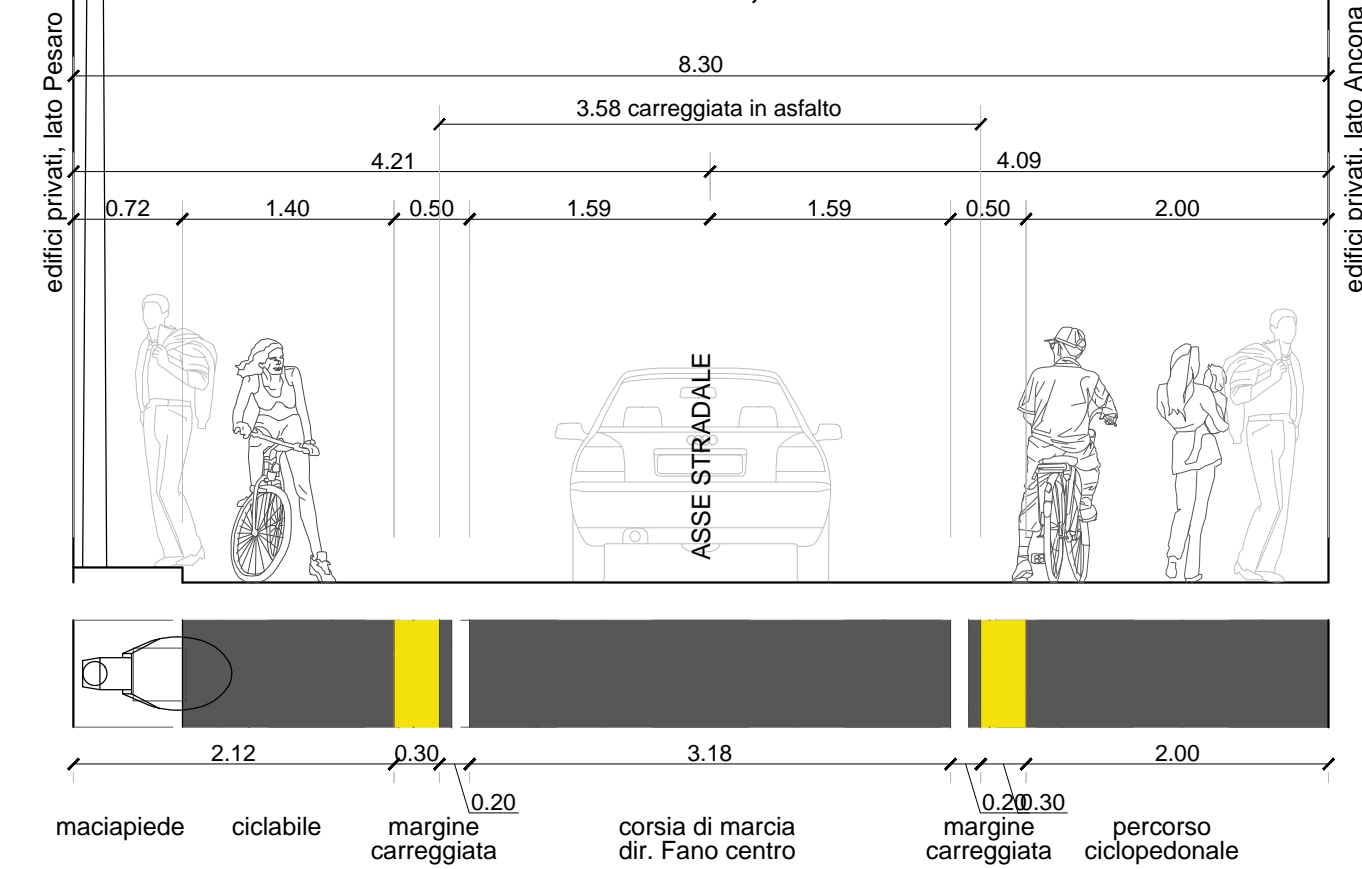 8.30
3.58 carreggiata in asfalto
4.21
4.09
0.72
1.40
0.50
1.59
1.59
0.50
2.00
edifici privati, lato Pesaro
edifici privati, lato Ancona
ASSE STRADALE
2.12
0.30
3.18
2.00
0.20
0.20
0.30
maciapiede
ciclabile
margine
carreggiata
corsia di marcia
dir. Fano centro
margine
carreggiata
percorso
ciclopedonale